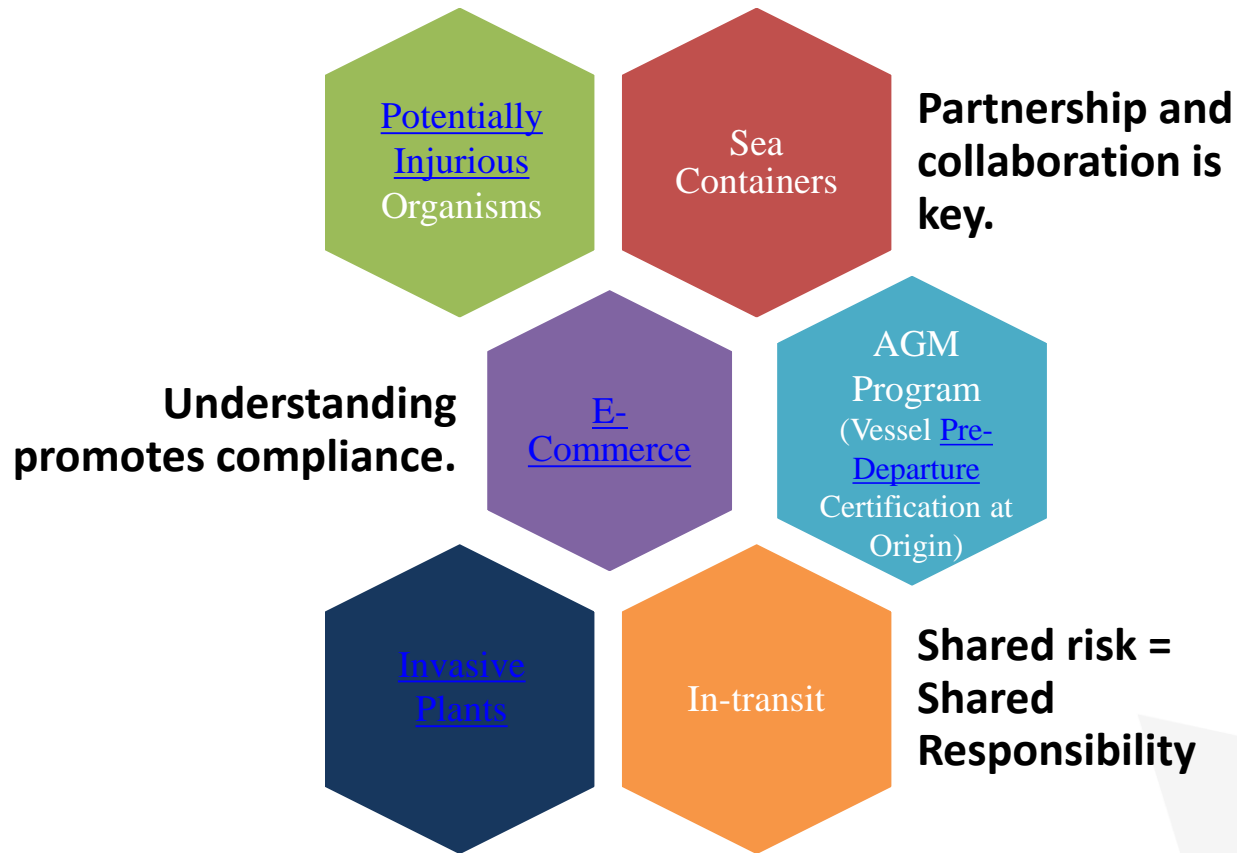 Potentially
Injurious
Organisms
Sea
Containers
Partnership and
collaboration is
key.
Understanding
promotes compliance.
E-
Commerce
AGM
Program
(Vessel Pre-
Departure
Certification at
Origin)
Invasive
Plants
In-transit
Shared risk =
Shared
Responsibility